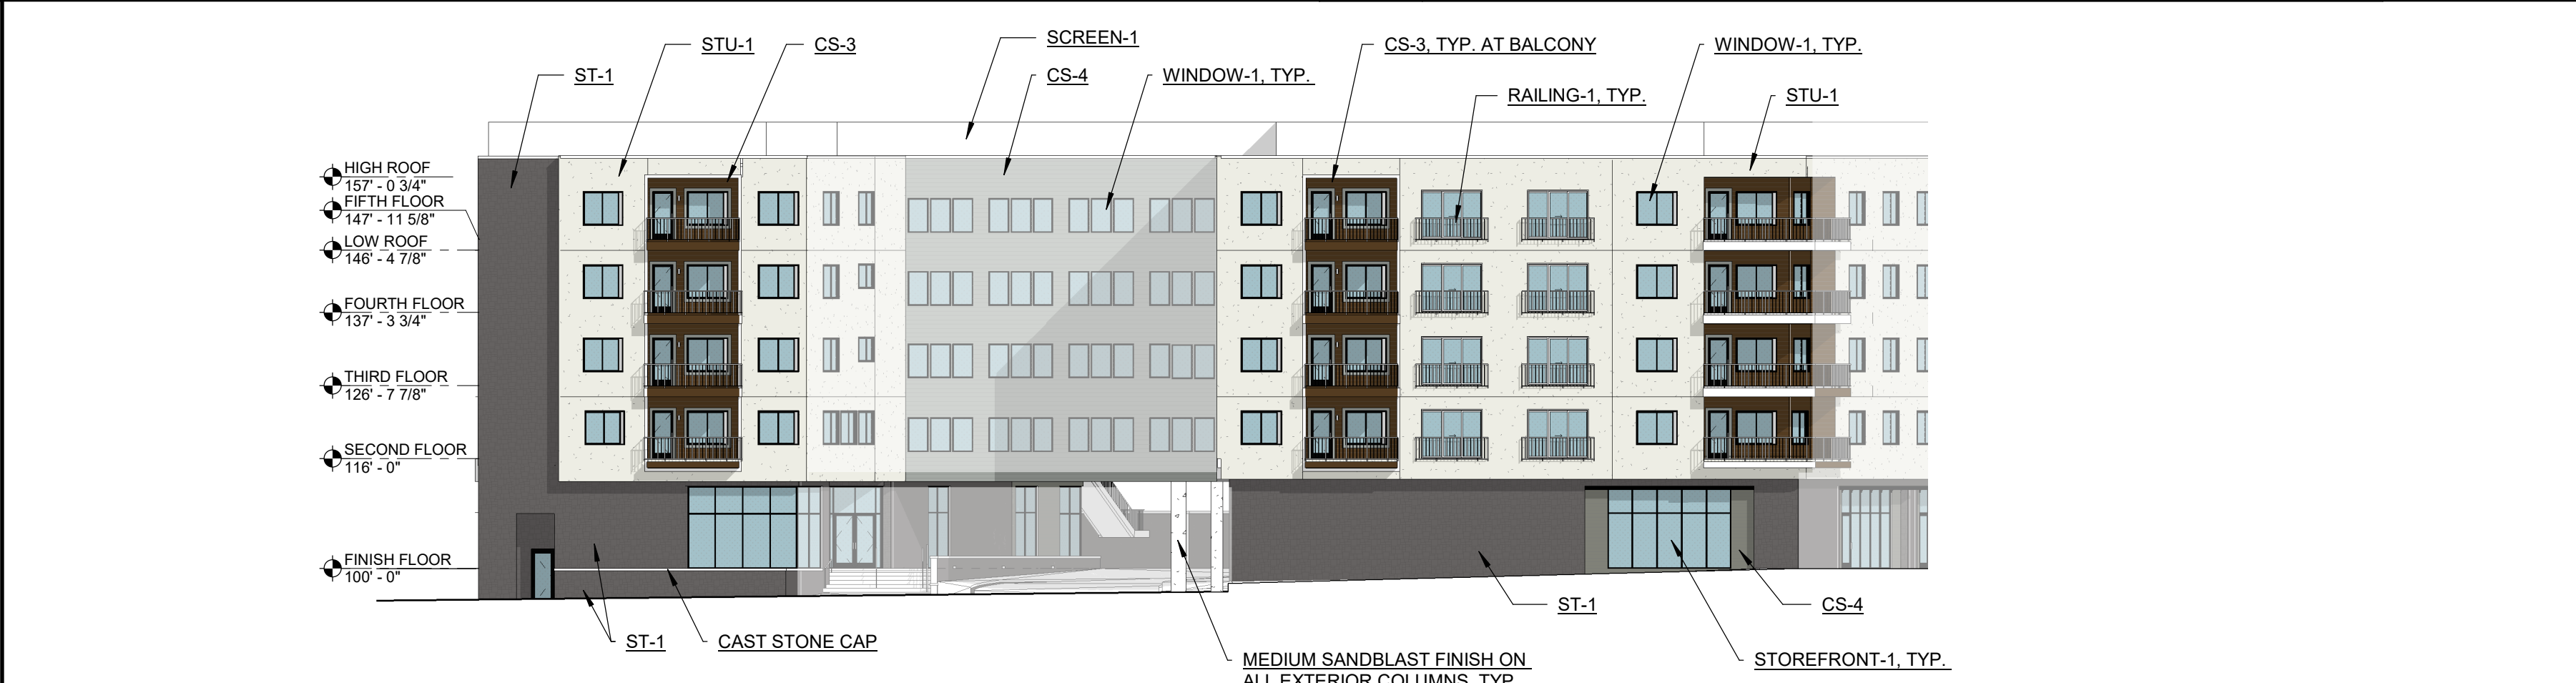 SCREEN-1
STU-1
CS-3
CS-3, TYP. AT BALCONY
WINDOW-1, TYP.
ST-1
CS-4
WINDOW-1, TYP.
RAILING-1, TYP.
STU-1
HIGH ROOF
157' - 0 3/4"
FIFTH FLOOR
147' - 11 5/8"
LOW ROOF
146' - 4 7/8"
FOURTH FLOOR
137' - 3 3/4"
THIRD FLOOR
126' - 7 7/8"
SECOND FLOOR
116' - 0"
FINISH FLOOR
100' - 0"
ST-1
CS-4
ST-1
CAST STONE CAP
MEDIUM SANDBLAST FINISH ON
ALL EXTERIOR COLUMNS, TYP.
STOREFRONT-1, TYP.